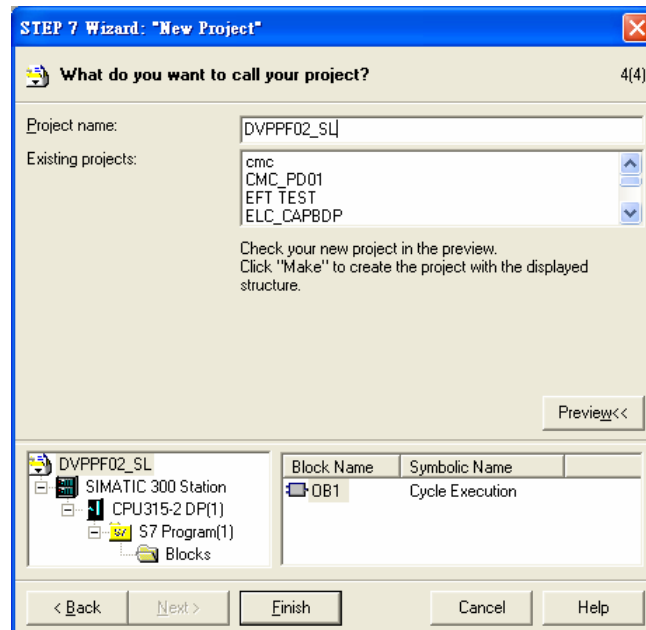 STEP 7 Wizard: "New Project"
What do you want to call your project?
4(4)
Project name:
DVPPF02_SL
Existing projects:
cmc
CMC_PD01
EFT TEST
ELC_CAPBDP
Check your new project in the preview.
Click "Make" to create the project with the displayed
structure.
Preview<<
DVPPF02_SL
SIMATIC 300 Station
CPU315-2 DP(1)
S7 Program(1)
Blocks
Block Name
Symbolic Name
OB1
Cycle Execution
< Back
Next >
Finish
Cancel
Help